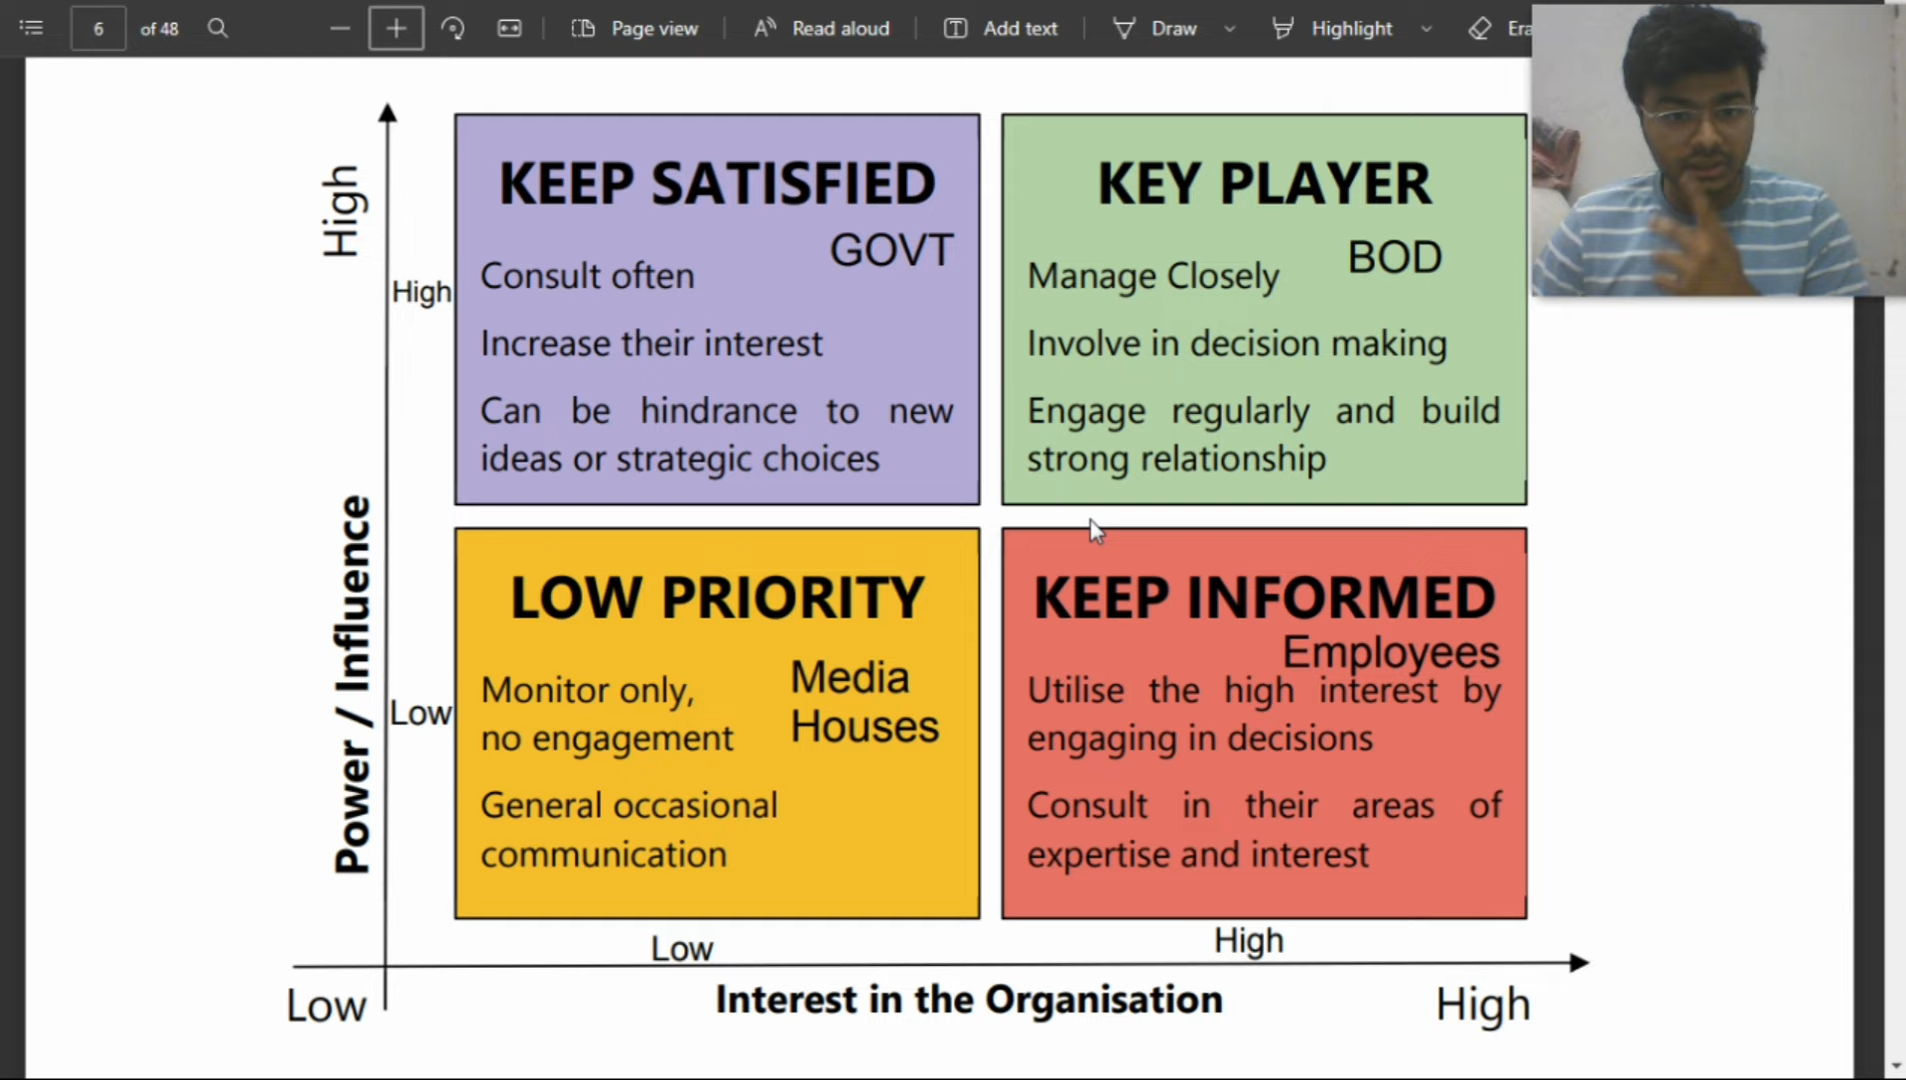 6 of 48 Page view Read aloud Add text Draw Highlight
High
High
KEEP SATISFIED
GOVT
Consult often
Increase their interest
Can be hindrance to new
ideas or strategic choices
KEY PLAYER
BOD
Manage Closely
Involve in decision making
Engage regularly and build
strong relationship
Power / Influence
Low
LOW PRIORITY
Media
Houses
Monitor only,
no engagement
General occasional
communication
KEEP INFORMED
Employees
Utilise the high interest by
engaging in decisions
Consult in their areas of
expertise and interest
Low
High
Low
Interest in the Organisation
High